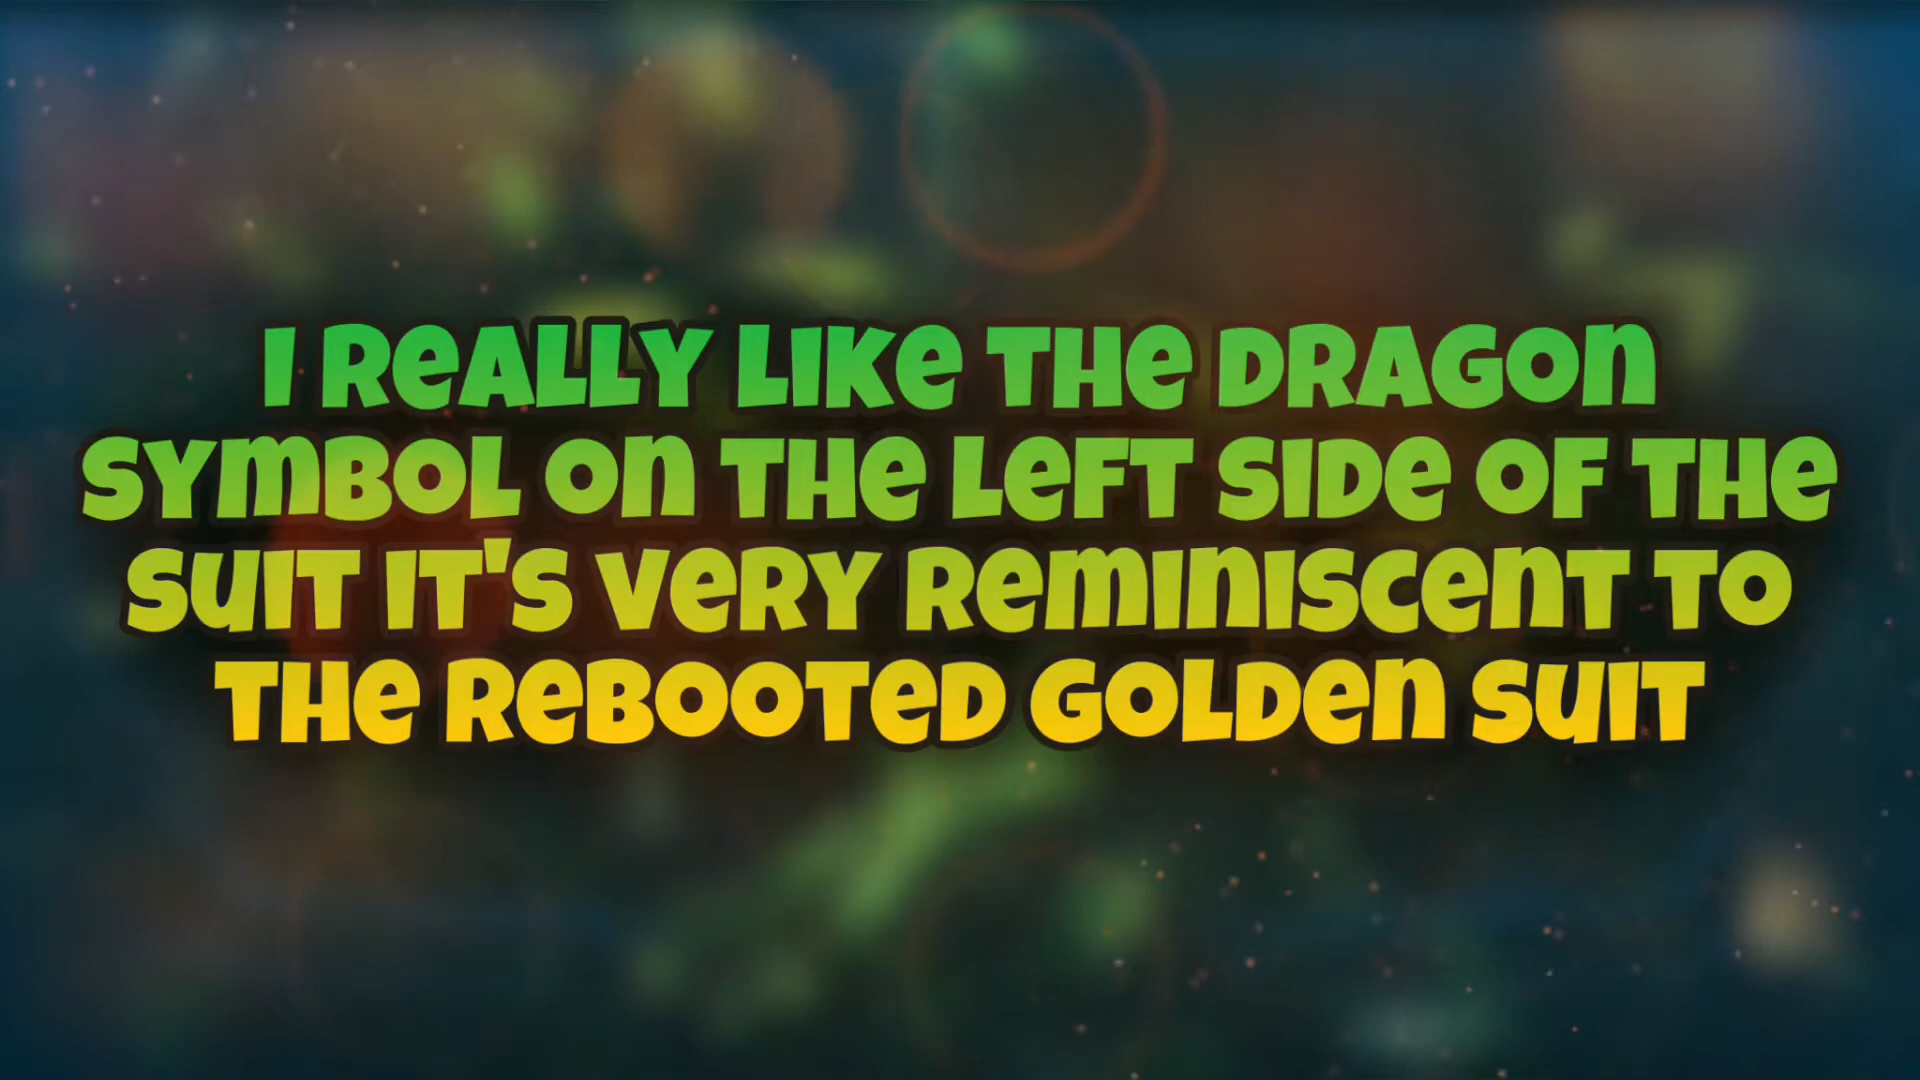 I REALLY LIKE THE DRAGON
SYMBOL ON THE LEFT SIDE OF THE
SUIT IT'S VERY REMINISCENT TO
THE REBOOTED GOLDEN SUIT